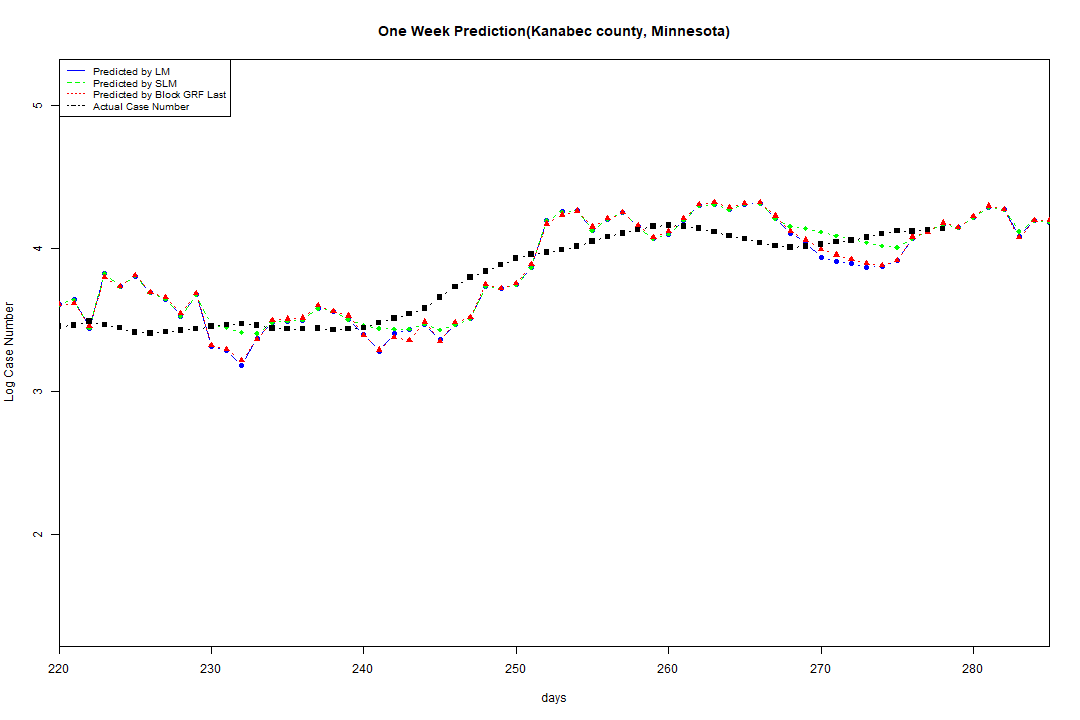 One Week Prediction(Kanabec county, Minnesota)
Predicted by LM
Predicted by SLM
Predicted by Block GRF Last
Actual Case Number
5
4
3
2
Log Case Number
220 230 240 250 260 270 280
days